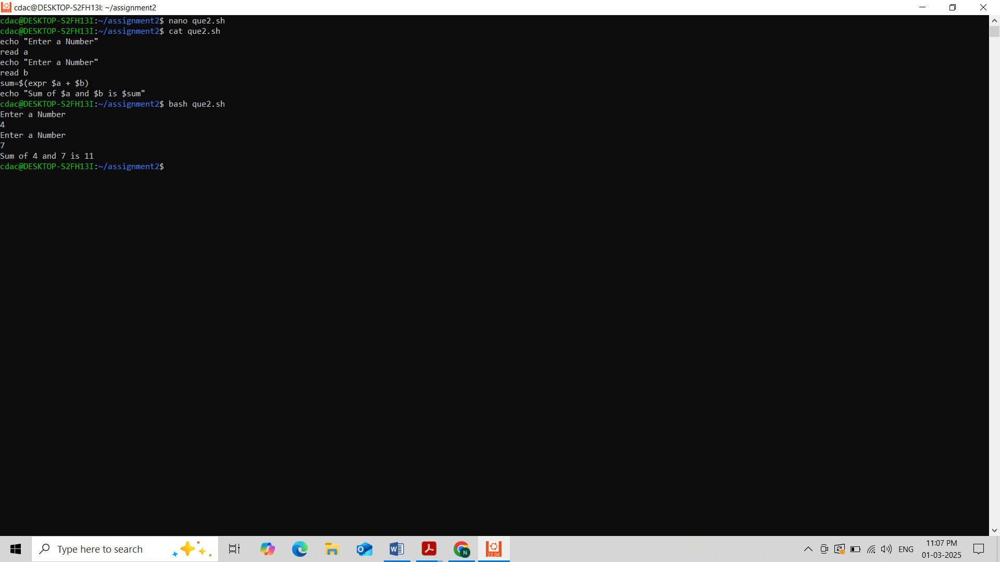 cdac@DESKTOP-S2FH13I: ~/assignment2
cdac@DESKTOP-S2FH13I:~/assignment2$ nano que2.sh
cdac@DESKTOP-S2FH13I:~/assignment2$ cat que2.sh
echo "Enter a Number"
read a
echo "Enter a Number"
read b
sum=$(expr $a + $b)
echo "Sum of $a and $b is $sum"
cdac@DESKTOP-S2FH13I:~/assignment2$ bash que2.sh
Enter a Number
4
Enter a Number
7
Sum of 4 and 7 is 11
cdac@DESKTOP-S2FH13I:~/assignment2$
Type here to search
N
22.04
ENG
11:07 PM
01-03-2025